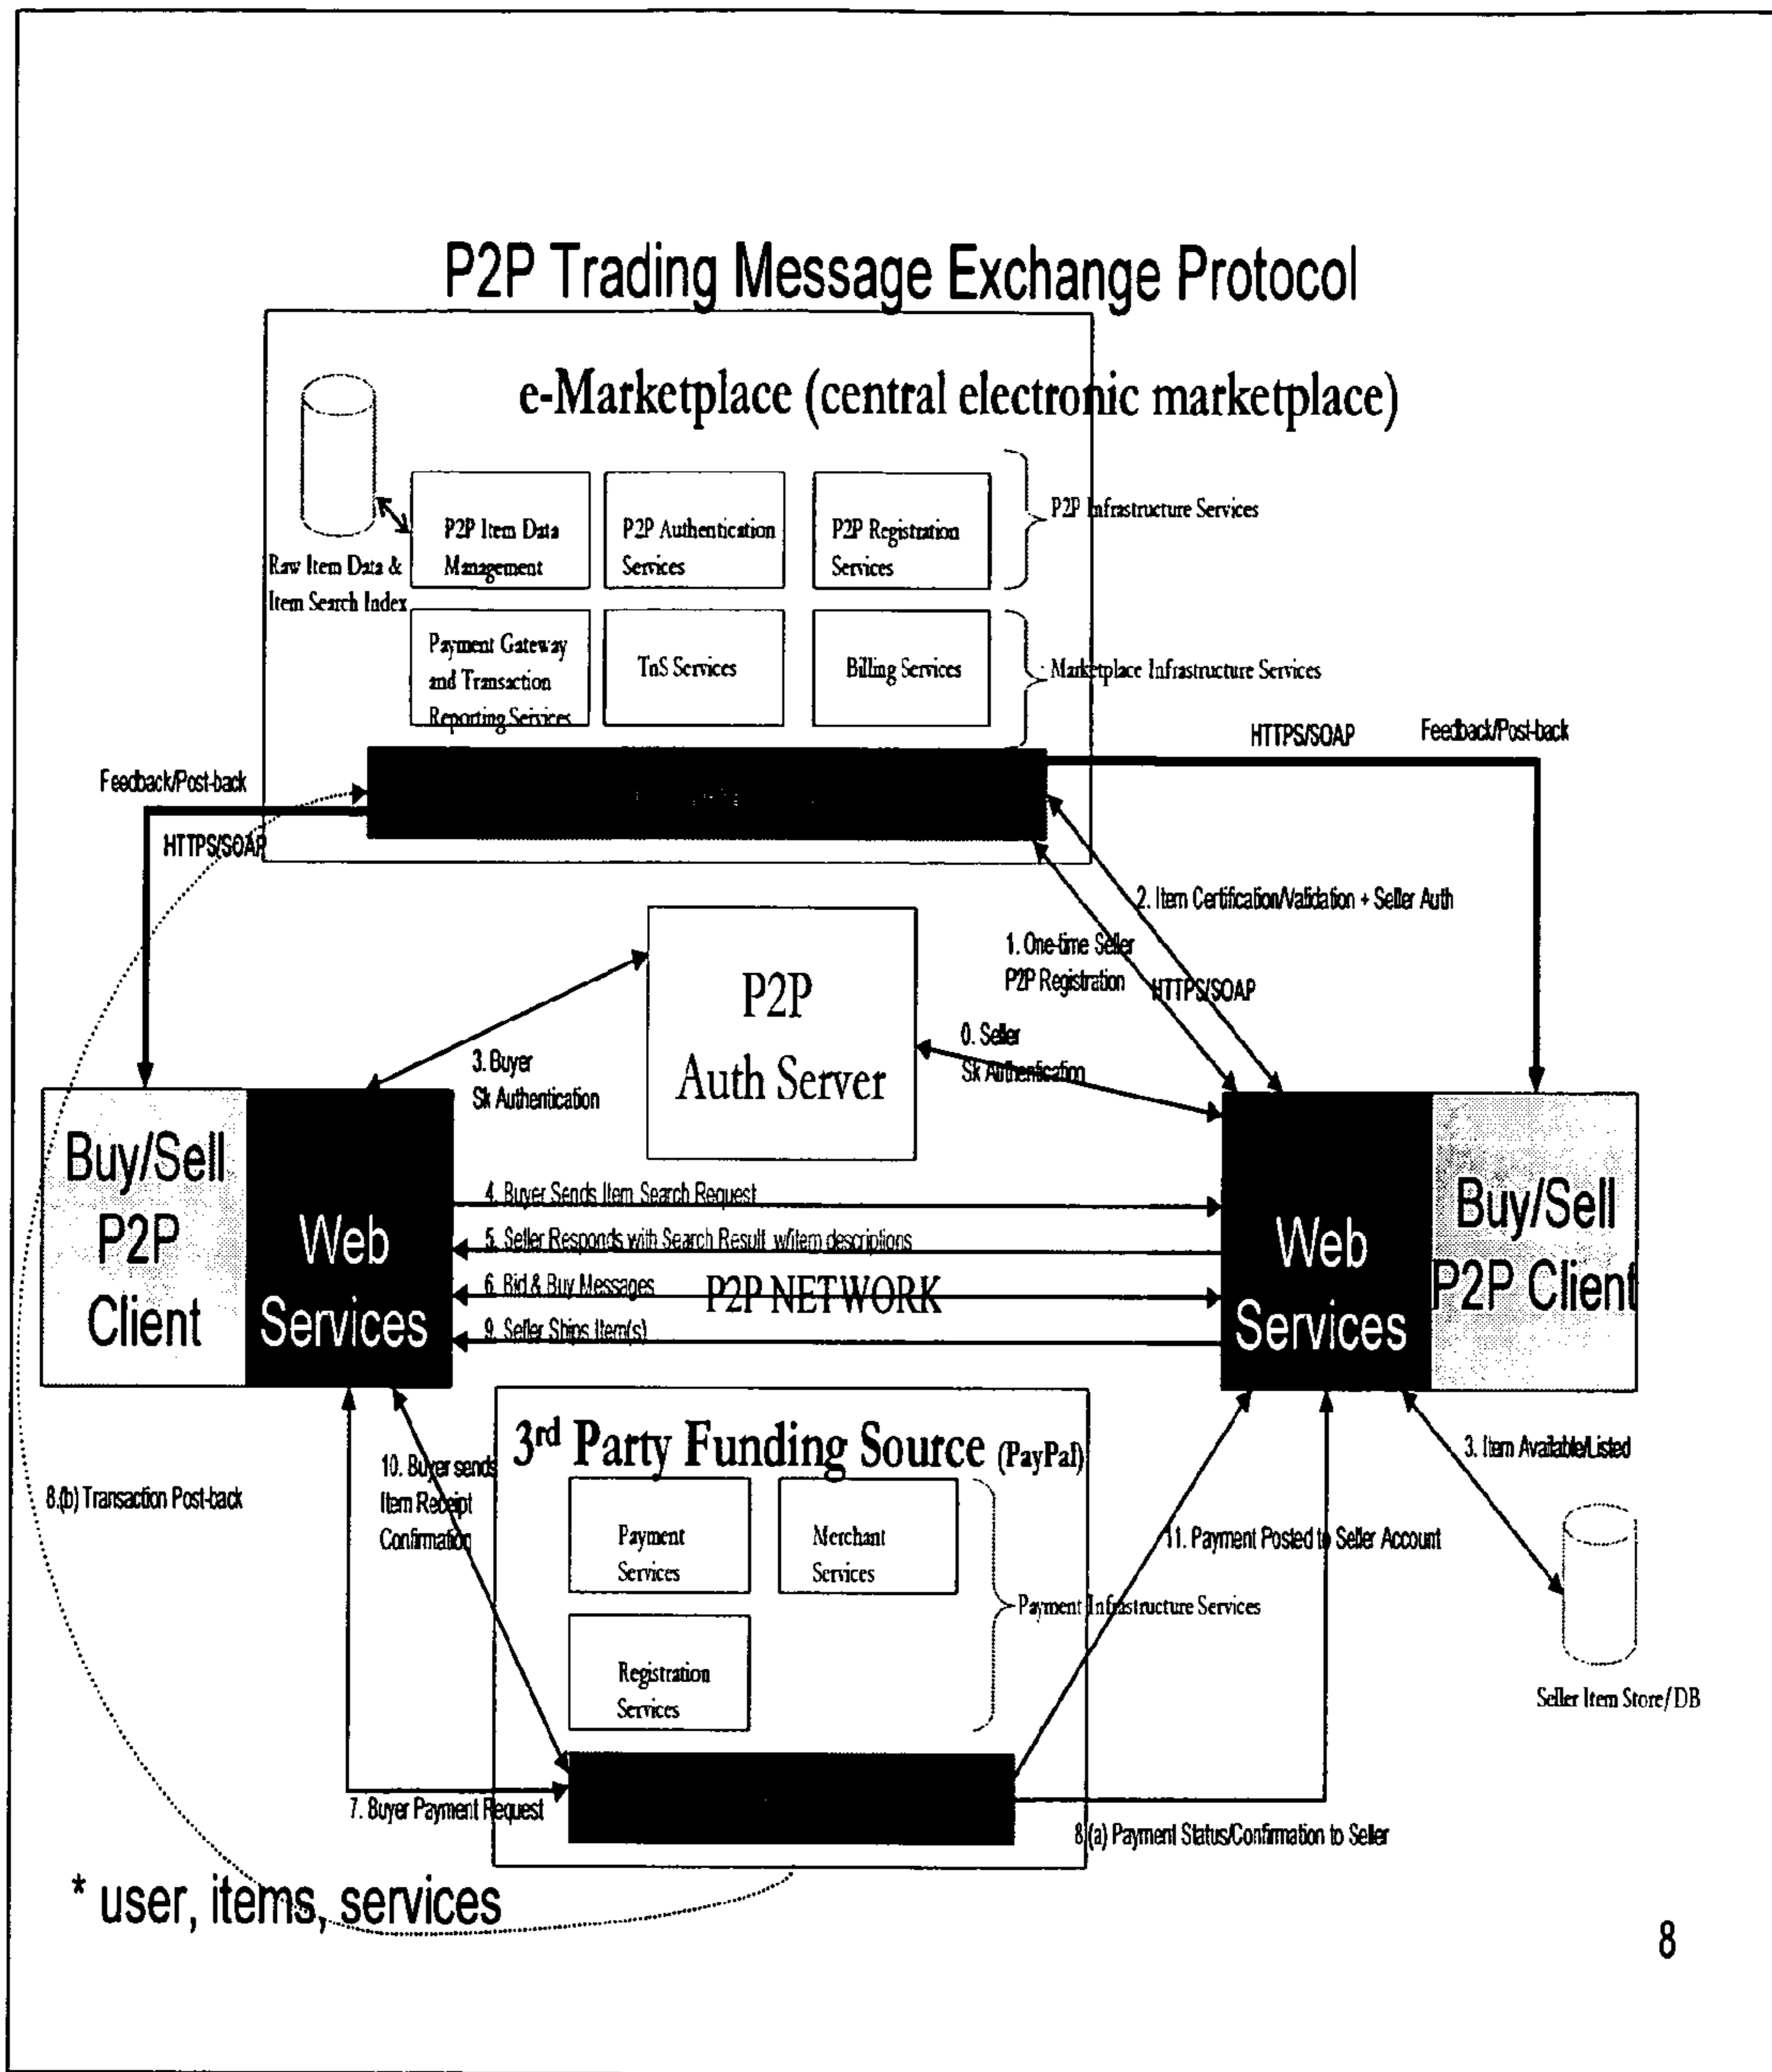 P2P Trading Message Exchange Protocol
e-Marketplace (central electronic marketplace)
P2P Item Data
Management
P2P Authentication
Services
P2P Registration
Services
P2P Infrastructure Services
Raw Item Data &
Item Search Index
Payment Gateway
and Transaction
Reporting Services
TnS Services
Billing Services
Marketplace Infrastructure Services
HTTPS/SOAP
Feedback/Post-back
Feedback/Post-back
HTTPS/SOAP
2. Item Certification/Validation + Seller Auth
1. One-time Seller
P2P Registration
HTTPS/SOAP
P2P
Auth Server
0. Seller
Sk Authentication
3. Buyer
Sk Authentication
Buy/Sell
P2P
Client
Web
Services
4. Buyer Sends Item Search Request
5. Seller Responds with Search Result w/item descriptions
6. Bid & Buy Messages
P2P NETWORK
9. Seller Ships Item(s)
Web
Services
Buy/Sell
P2P Client
3rd Party Funding Source (PayPal)
10. Buyer sends
Item Receipt
Confirmation
8.(b) Transaction Post-back
Payment
Services
Merchant
Services
Registration
Services
Payment Infrastructure Services
11. Payment Posted to Seller Account
3. Item Available/Listed
Seller Item Store/DB
7. Buyer Payment Request
8.(a) Payment Status/Confirmation to Seller
* user, items, services
8